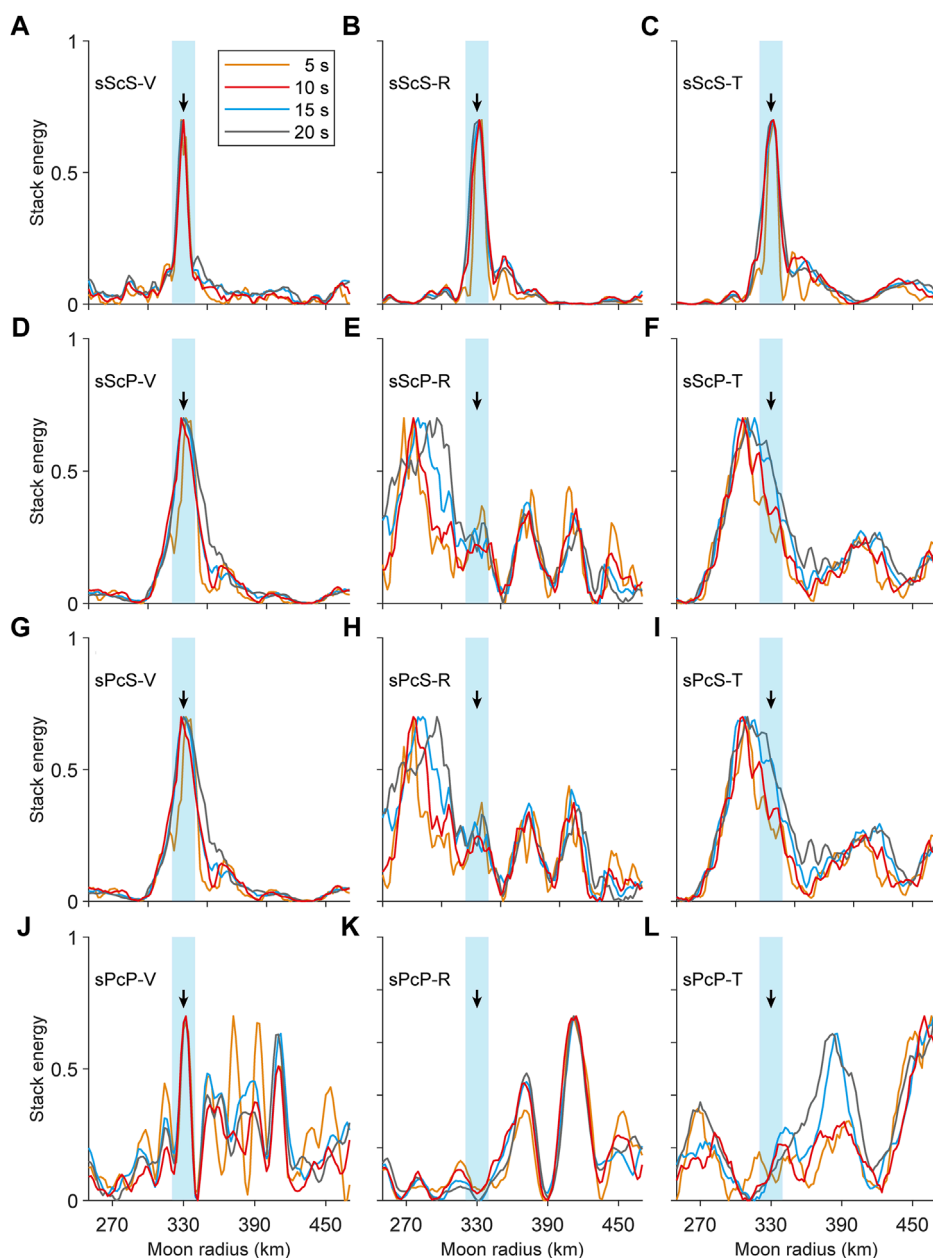 A
B
C
1
sScS-V
sScS-R
sScS-T
5 s
10 s
15 s
20 s
0.5
Stack energy
0
D
E
F
1
sScP-V
sScP-R
sScP-T
0.5
Stack energy
0
G
H
I
1
sPcS-V
sPcS-R
sPcS-T
0.5
Stack energy
0
J
K
L
1
sPcP-V
sPcP-R
sPcP-T
0.5
Stack energy
0
270 330 390 450
270 330 390 450
270 330 390 450
Moon radius (km)
Moon radius (km)
Moon radius (km)